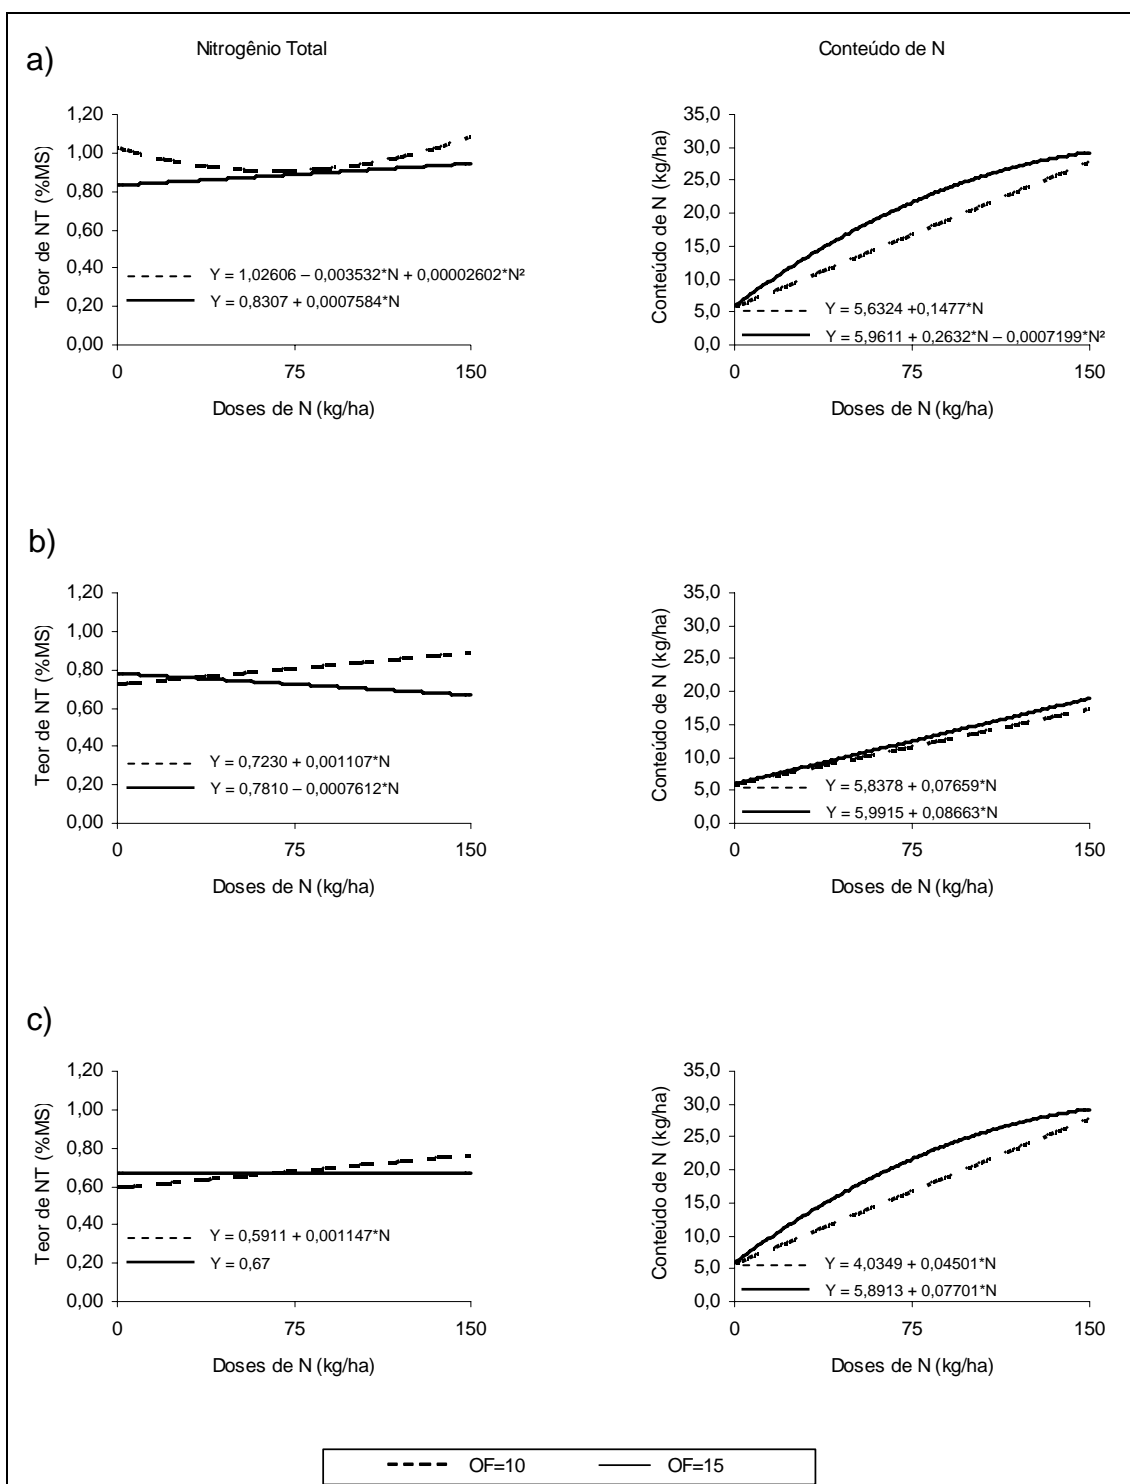 a)
Nitrogênio Total
Teor de NT (%MS)
1,20
1,00
0,80
0,60
0,40
0,20
0,00
Y = 1,02606 – 0,003532*N + 0,00002602*N²
Y = 0,8307 + 0,0007584*N
0 75 150
Doses de N (kg/ha)
Conteúdo de N
Conteúdo de N (kg/ha)
35,0
30,0
25,0
20,0
15,0
10,0
5,0
0,0
Y = 5,6324 +0,1477*N
Y = 5,9611 + 0,2632*N – 0,0007199*N²
0 75 150
Doses de N (kg/ha)
b)
Teor de NT (%MS)
1,20
1,00
0,80
0,60
0,40
0,20
0,00
Y = 0,7230 + 0,001107*N
Y = 0,7810 – 0,0007612*N
0 75 150
Doses de N (kg/ha)
Conteúdo de N (kg/ha)
35,0
30,0
25,0
20,0
15,0
10,0
5,0
0,0
Y = 5,8378 + 0,07659*N
Y = 5,9915 + 0,08663*N
0 75 150
Doses de N (kg/ha)
c)
Teor de NT (%MS)
1,20
1,00
0,80
0,60
0,40
0,20
0,00
Y = 0,5911 + 0,001147*N
Y = 0,67
0 75 150
Doses de N (kg/ha)
Conteúdo de N (kg/ha)
35,0
30,0
25,0
20,0
15,0
10,0
5,0
0,0
Y = 4,0349 + 0,04501*N
Y = 5,8913 + 0,07701*N
0 75 150
Doses de N (kg/ha)
OF=10 OF=15